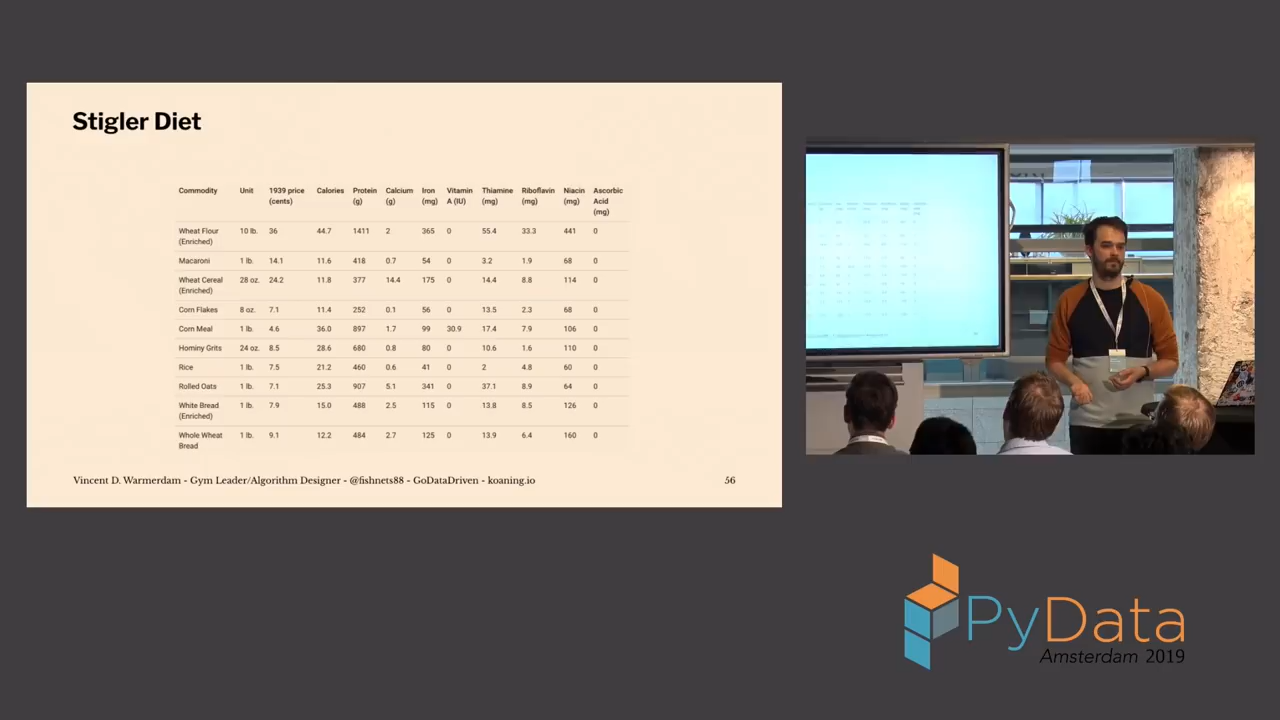 Stigler Diet
Commodity Unit 1939 price (cents) Calories Protein (g) Calcium (g) Iron (mg) Vitamin A (IU) Thiamine (mg) Riboflavin (mg) Niacin (mg) Ascorbic Acid (mg)
Wheat Flour (Enriched) 10 lb. 36 44.7 1411 2 365 0 55.4 33.3 441 0
Macaroni 1 lb. 14.1 11.6 418 0.7 54 0 3.2 1.9 68 0
Wheat Cereal (Enriched) 28 oz. 24.2 11.8 377 14.4 175 0 14.4 8.8 114 0
Corn Flakes 8 oz. 7.1 11.4 252 0.1 56 0 13.5 2.3 68 0
Corn Meal 1 lb. 4.6 36.0 897 1.7 99 30.9 17.4 7.9 106 0
Hominy Grits 24 oz. 8.5 28.6 680 0.8 80 0 10.6 1.6 110 0
Rice 1 lb. 7.5 21.2 460 0.6 41 0 2 4.8 60 0
Rolled Oats 1 lb. 7.1 25.3 907 5.1 341 0 37.1 8.9 64 0
White Bread (Enriched) 1 lb. 7.9 15.0 488 2.5 115 0 13.8 8.5 126 0
Whole Wheat Bread 1 lb. 9.1 12.2 484 2.7 125 0 13.9 6.4 160 0
Vincent D. Warmerdam - Gym Leader/Algorithm Designer - @fishnets88 - GoDataDriven - koaning.io 56
PyData
Amsterdam 2019